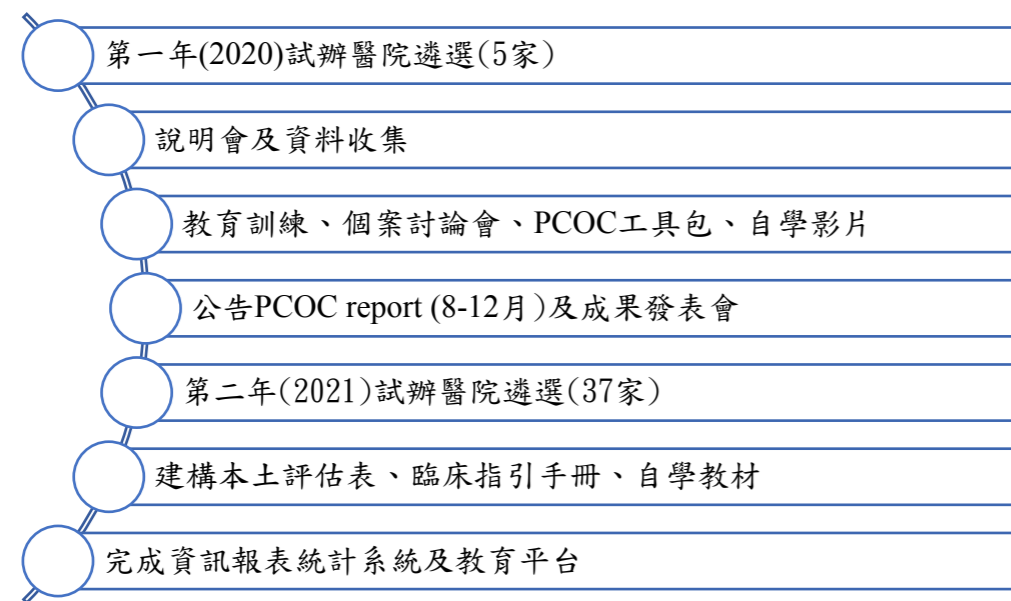 第一年(2020)試辦醫院遴選(5家)
說明會及資料收集
教育訓練、個案討論會、PCOC工具包、自學影片
公告PCOC report (8-12月)及成果發表會
第二年(2021)試辦醫院遴選(37家)
建構本土評估表、臨床指引手冊、自學教材
完成資訊報表統計系統及教育平台